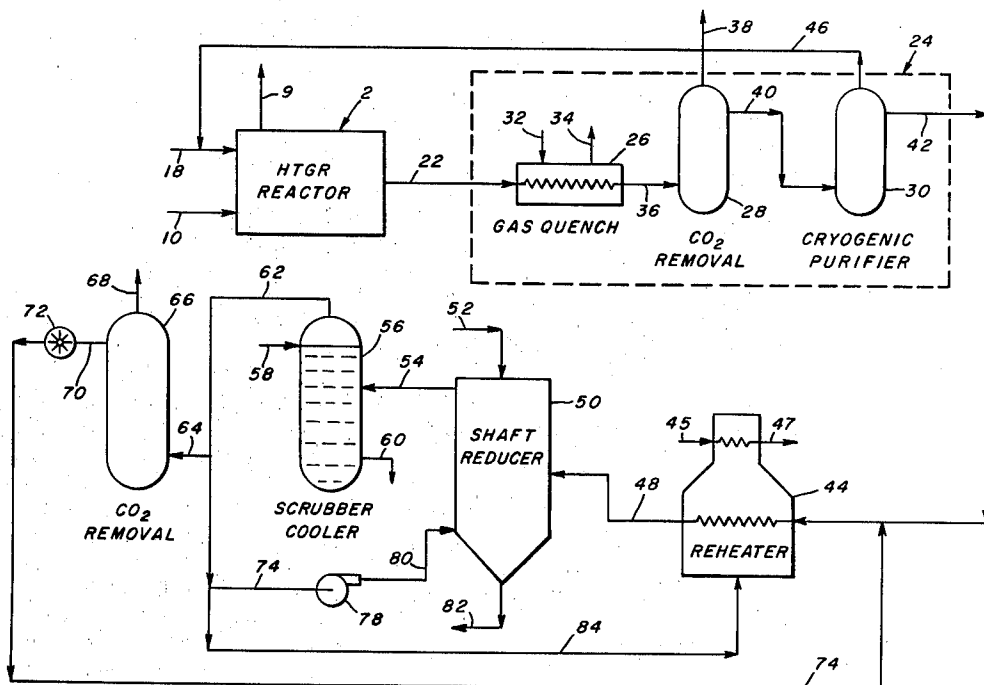 38
46
24
9
2
32
34
26
40
42
22
18
HTGR
REACTOR
36
10
28
30
GAS QUENCH
CO2
REMOVAL
CRYOGENIC
PURIFIER
62
68
66
52
72
56
58
54
70
50
45
47
SHAFT
REDUCER
64
60
48
44
CO2
REMOVAL
SCRUBBER
COOLER
REHEATER
80
74
78
82
84
74